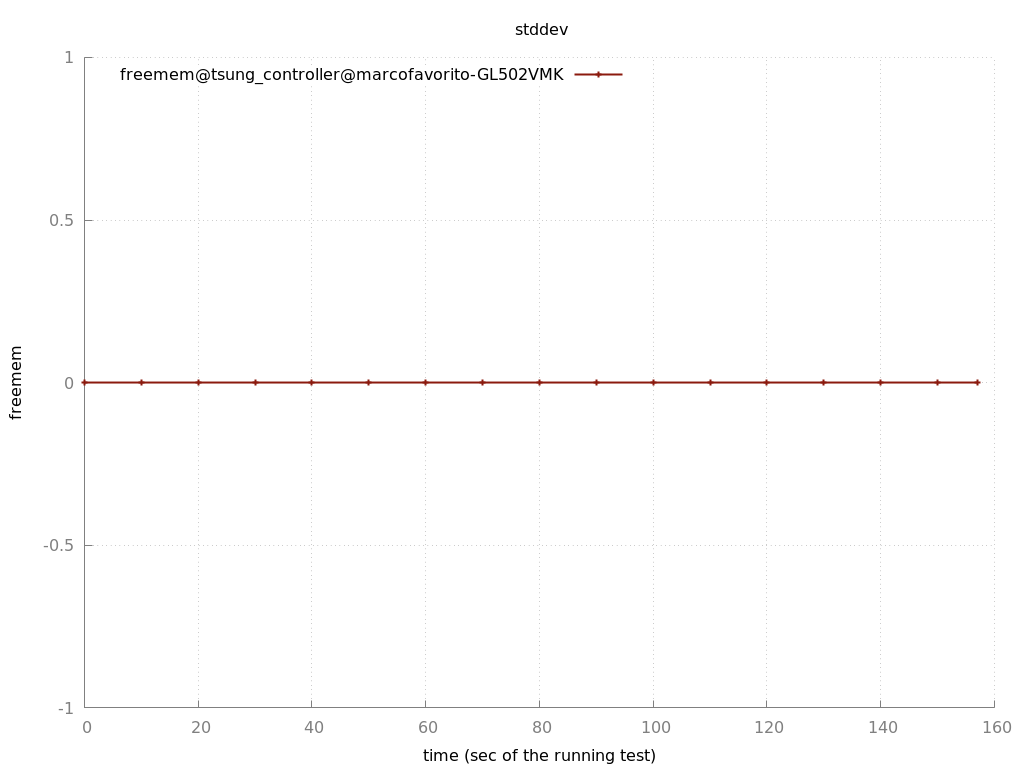 stddev
freemem@tsung_controller@marcofavorito-GL502VMK
1
0.5
0
-0.5
-1
freemem
0 20 40 60 80 100 120 140 160
time (sec of the running test)